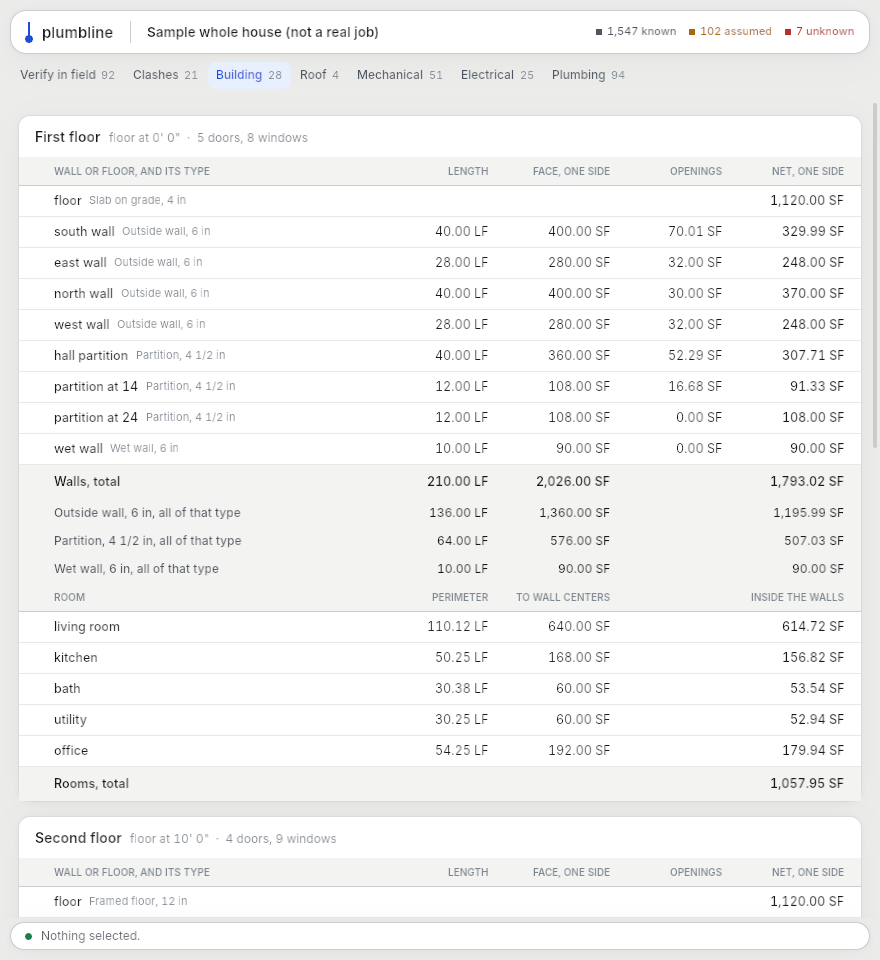 plumbline Sample whole house (not a real job) 1,547 known 102 assumed 7 unknown
Verify in field 92 Clashes 21 Building 28 Roof 4 Mechanical 51 Electrical 25 Plumbing 94
First floor floor at 0' 0" · 5 doors, 8 windows
WALL OR FLOOR, AND ITS TYPE LENGTH FACE, ONE SIDE OPENINGS NET, ONE SIDE
floor Slab on grade, 4 in 1,120.00 SF
south wall Outside wall, 6 in 40.00 LF 400.00 SF 70.01 SF 329.99 SF
east wall Outside wall, 6 in 28.00 LF 280.00 SF 32.00 SF 248.00 SF
north wall Outside wall, 6 in 40.00 LF 400.00 SF 30.00 SF 370.00 SF
west wall Outside wall, 6 in 28.00 LF 280.00 SF 32.00 SF 248.00 SF
hall partition Partition, 4 1/2 in 40.00 LF 360.00 SF 52.29 SF 307.71 SF
partition at 14 Partition, 4 1/2 in 12.00 LF 108.00 SF 16.68 SF 91.33 SF
partition at 24 Partition, 4 1/2 in 12.00 LF 108.00 SF 0.00 SF 108.00 SF
wet wall Wet wall, 6 in 10.00 LF 90.00 SF 0.00 SF 90.00 SF
Walls, total 210.00 LF 2,026.00 SF 1,793.02 SF
Outside wall, 6 in, all of that type 136.00 LF 1,360.00 SF 1,195.99 SF
Partition, 4 1/2 in, all of that type 64.00 LF 576.00 SF 507.03 SF
Wet wall, 6 in, all of that type 10.00 LF 90.00 SF 90.00 SF
ROOM PERIMETER TO WALL CENTERS INSIDE THE WALLS
living room 110.12 LF 640.00 SF 614.72 SF
kitchen 50.25 LF 168.00 SF 156.82 SF
bath 30.38 LF 60.00 SF 53.54 SF
utility 30.25 LF 60.00 SF 52.94 SF
office 54.25 LF 192.00 SF 179.94 SF
Rooms, total 1,057.95 SF
Second floor floor at 10' 0" · 4 doors, 9 windows
WALL OR FLOOR, AND ITS TYPE LENGTH FACE, ONE SIDE OPENINGS NET, ONE SIDE
floor Framed floor, 12 in 1,120.00 SF
Nothing selected.